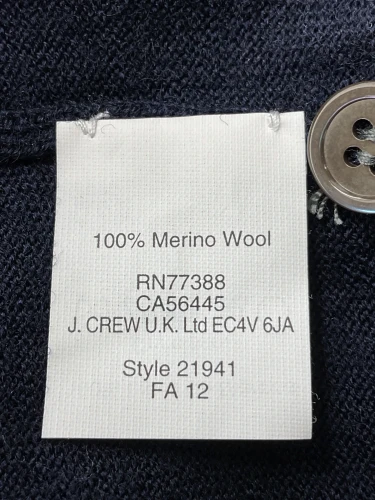 100% Merino Wool
RN77388
CA56445
J. CREW U.K. Ltd EC4V 6JA
Style 21941
FA 12